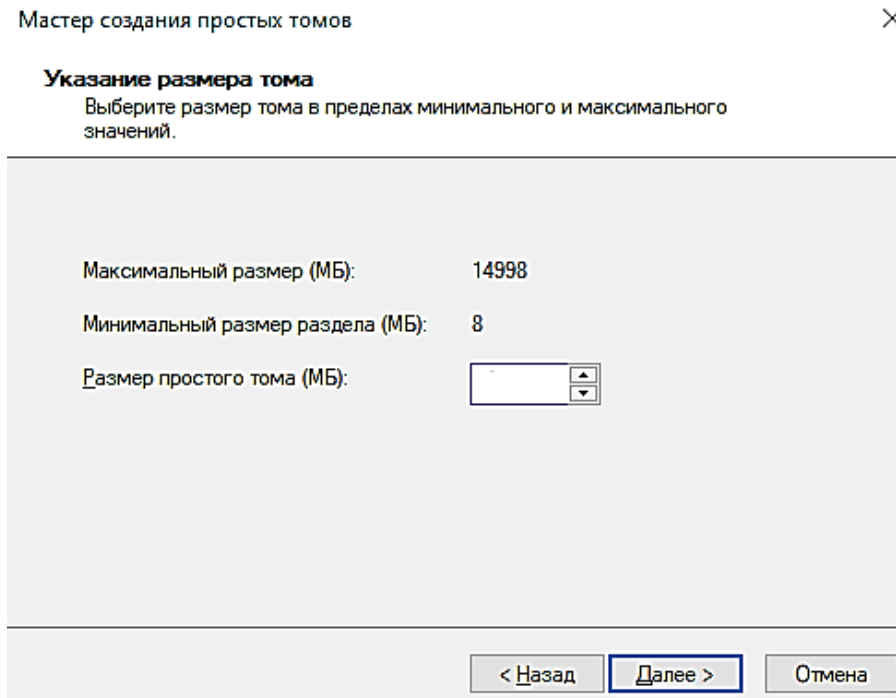 Мастер создания простых томов
Указание размера тома
Выберите размер тома в пределах минимального и максимального
значений.
Максимальный размер (МБ): 14998
Минимальный размер раздела (МБ): 8
Размер простого тома (МБ):
< Назад Далее > Отмена